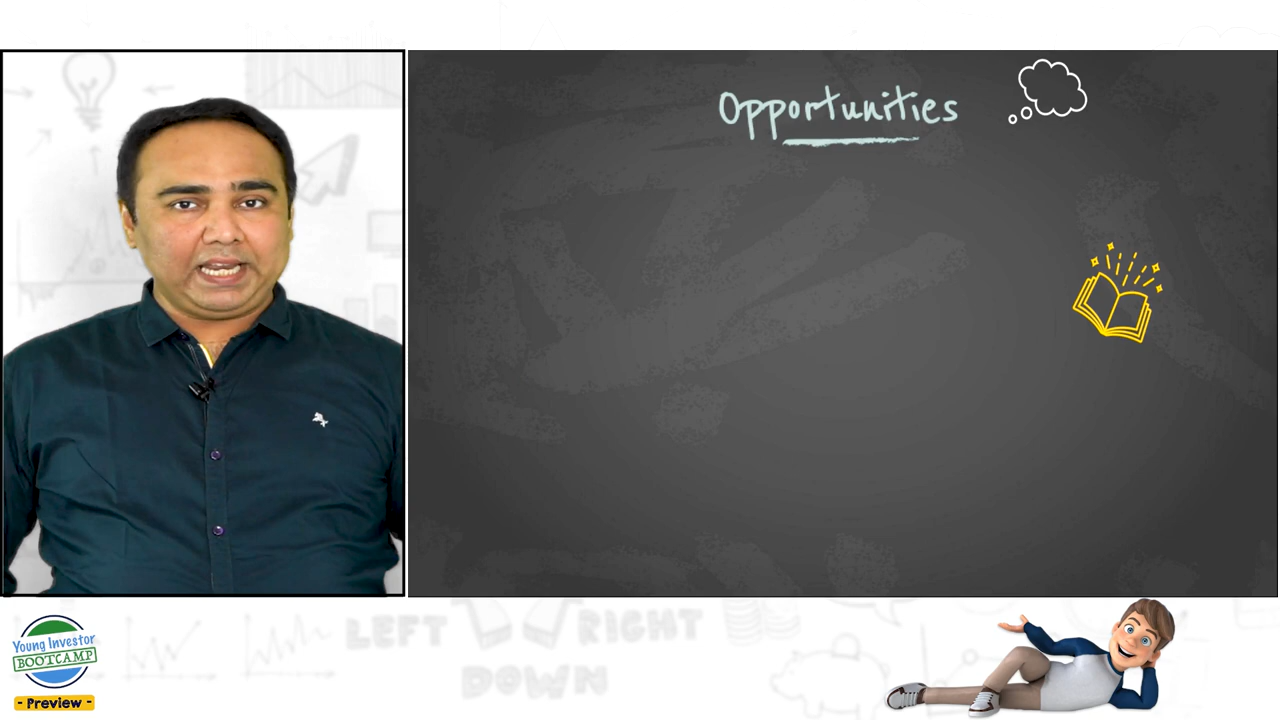 Opportunities
LEFT
RIGHT
DOWN
Young Investor
BOOTCAMP
- Preview -